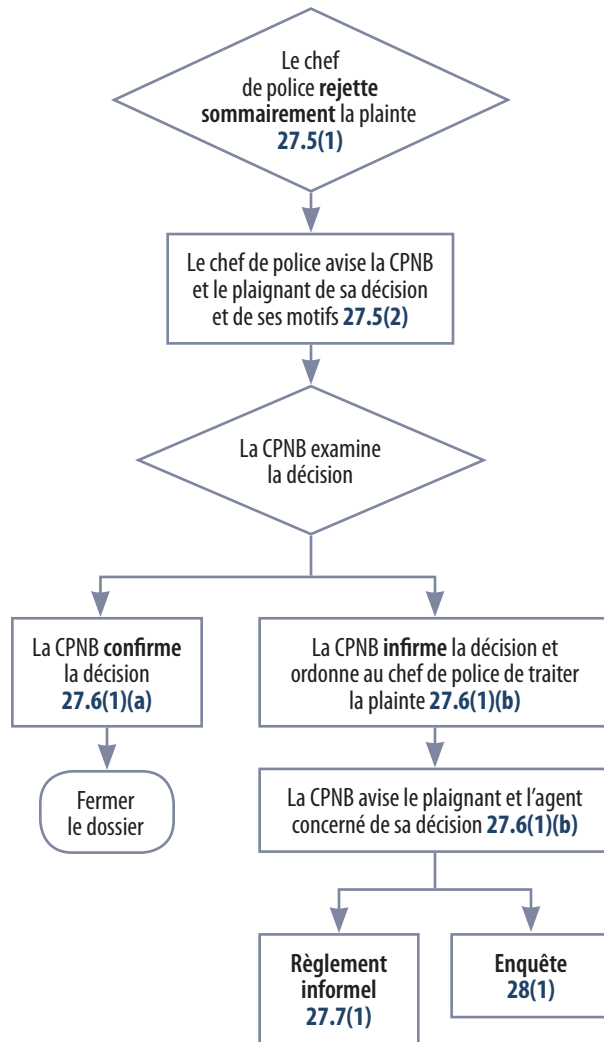 Le chef
de police rejette
sommairement la plainte
27.5(1)
Le chef de police avise la CPNB
et le plaignant de sa décision
et de ses motifs 27.5(2)
La CPNB examine
la décision
La CPNB confirme
la décision
27.6(1)(a)
Fermer
le dossier
La CPNB infirme la décision et
ordonne au chef de police de traiter
la plainte 27.6(1)(b)
La CPNB avise le plaignant et l’agent
concerné de sa décision 27.6(1)(b)
Règlement
informel
27.7(1)
Enquête
28(1)